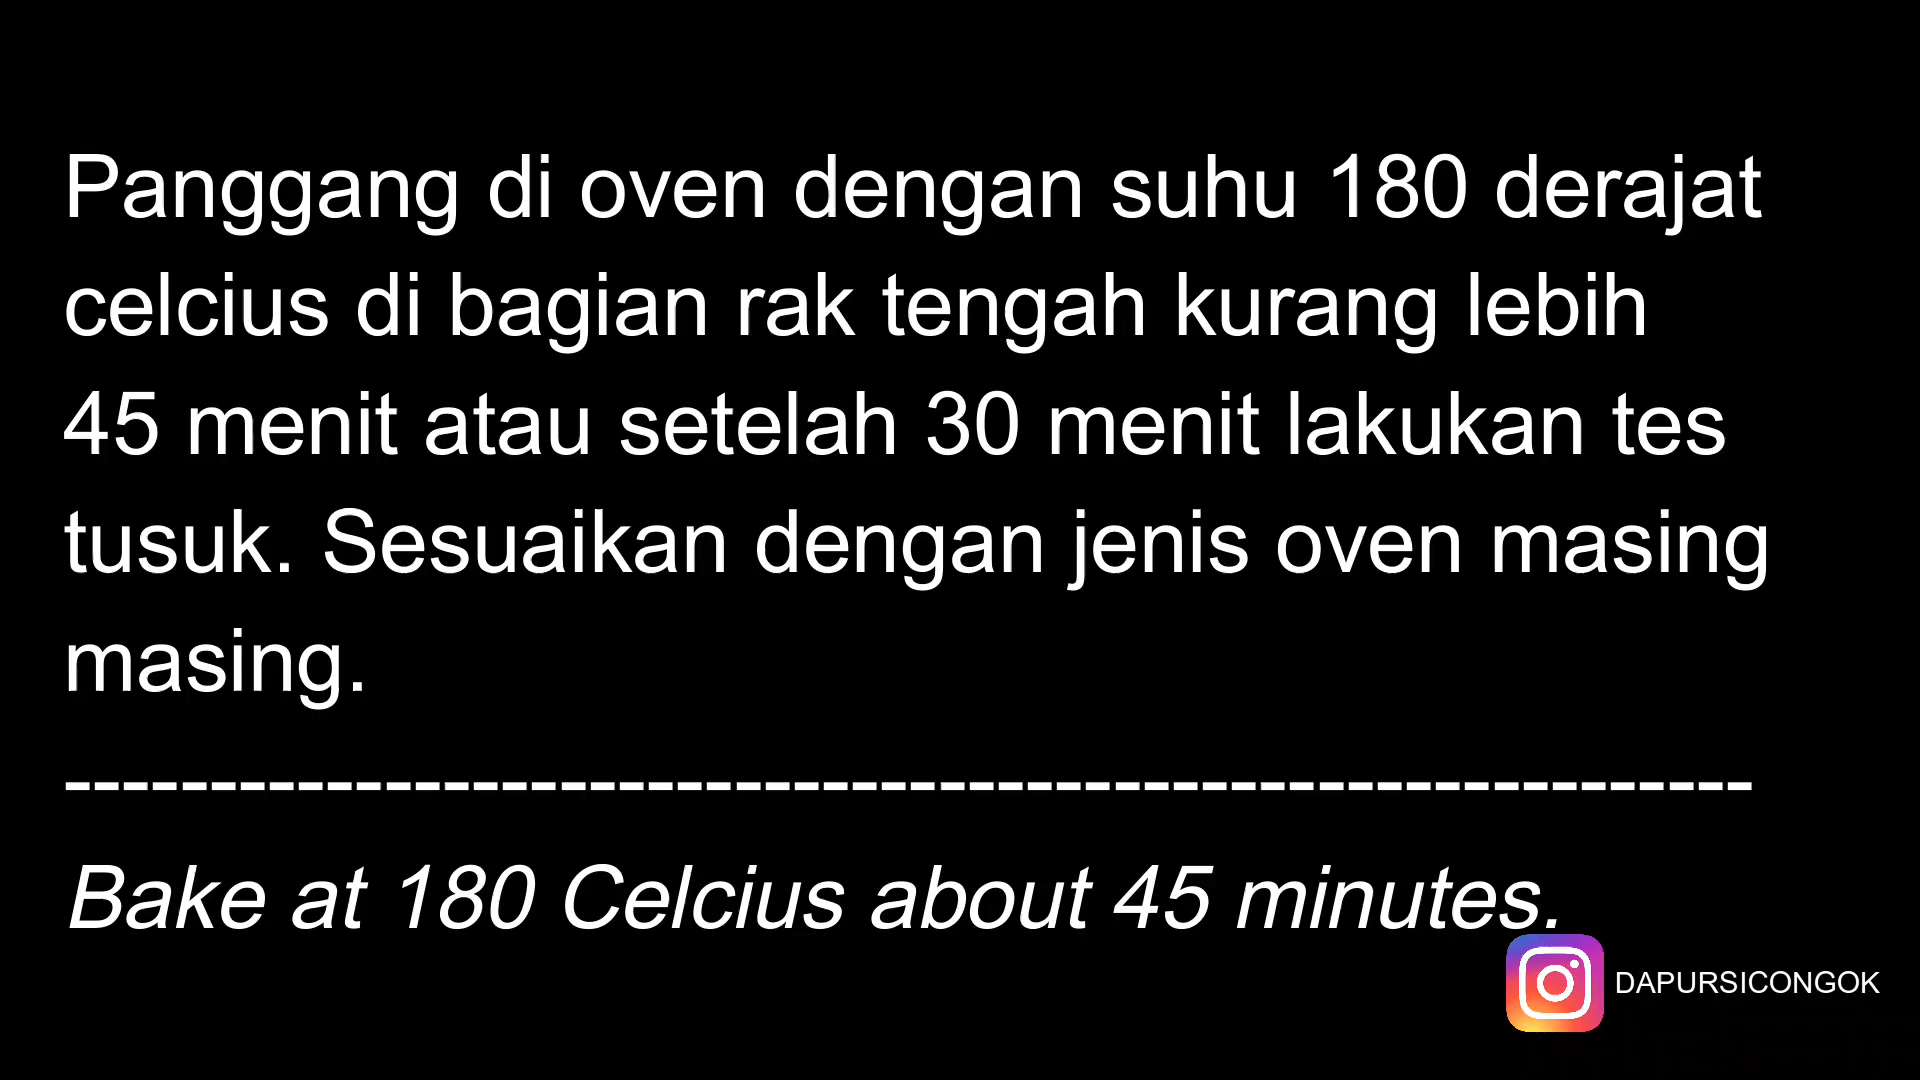 Panggang di oven dengan suhu 180 derajat
celcius di bagian rak tengah kurang lebih
45 menit atau setelah 30 menit lakukan tes
tusuk. Sesuaikan dengan jenis oven masing
masing.
----------------------------------------------------------
Bake at 180 Celcius about 45 minutes.
DAPURSICONGOK